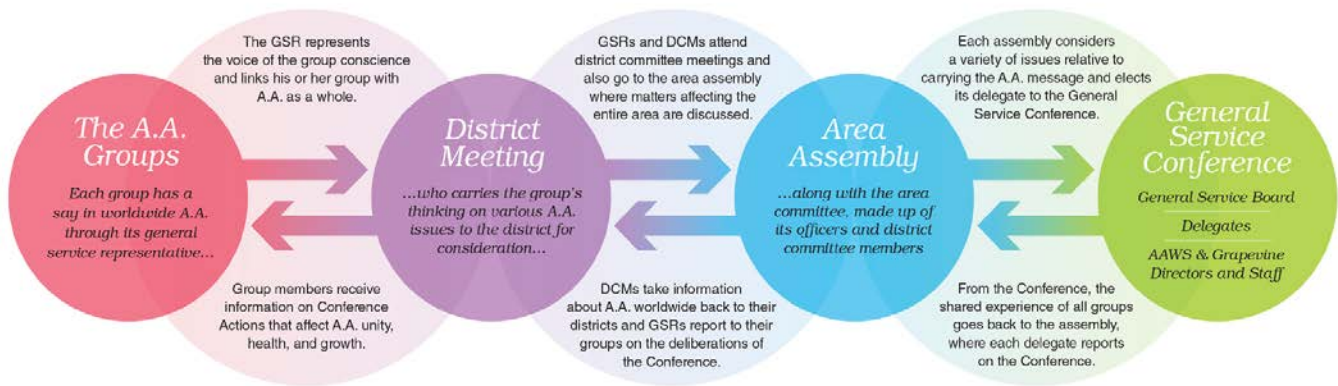 The GSR represents
the voice of the group conscience
and links his or her group with
A.A. as a whole.
GSRs and DCMs attend
district committee meetings and
also go to the area assembly
where matters affecting the
entire area are discussed.
Each assembly considers
a variety of issues relative to
carrying the A.A. message and elects
its delegate to the General
Service Conference.
The A.A.
Groups
Each group has a
say in worldwide A.A.
through its general
service representative...
District
Meeting
...who carries the group's
thinking on various A.A.
issues to the district for
consideration...
Area
Assembly
...along with the area
committee, made up of
its officers and district
committee members
General
Service
Conference
General Service Board
Delegates
AAWS & Grapevine
Directors and Staff
Group members receive
information on Conference
Actions that affect A.A. unity,
health, and growth.
DCMs take information
about A.A. worldwide back to their
districts and GSRs report to their
groups on the deliberations of
the Conference.
From the Conference, the
shared experience of all groups
goes back to the assembly,
where each delegate reports
on the Conference.